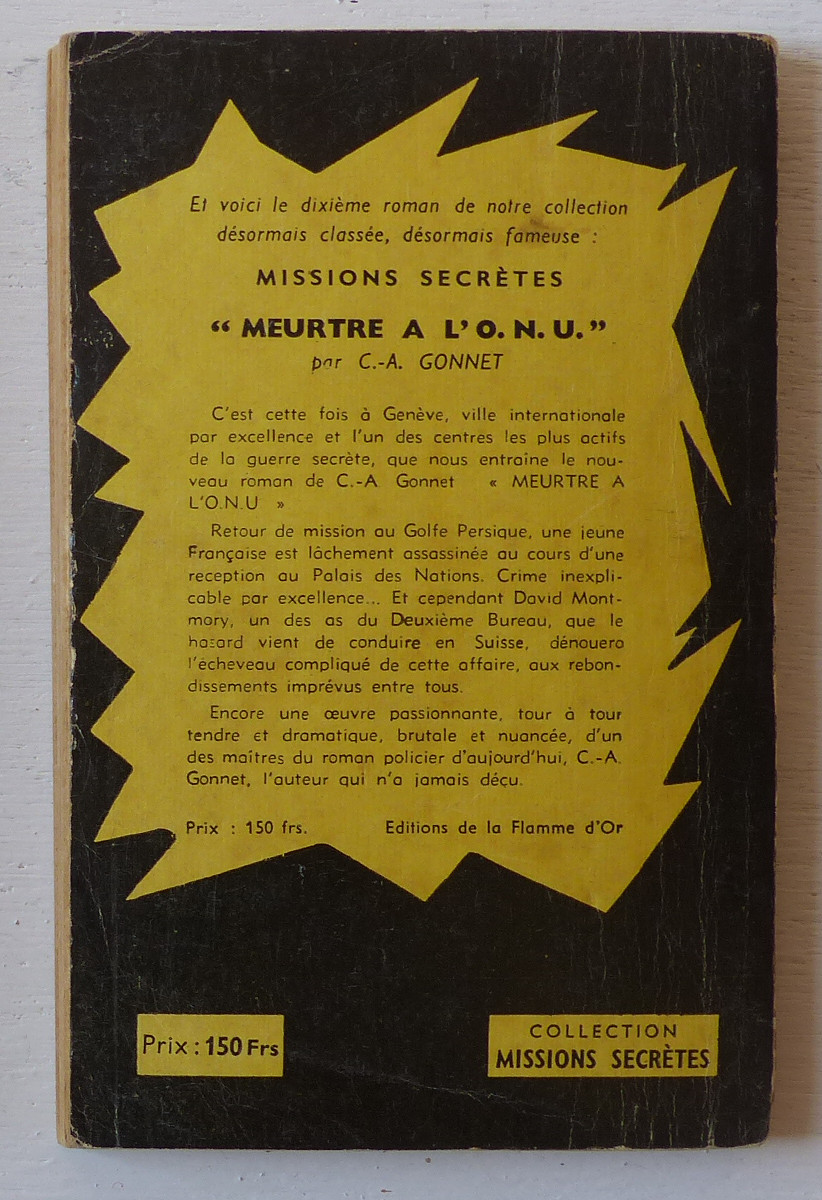 Et voici le dixième roman de notre collection
désormais classée, désormais fameuse :
MISSIONS SECRÈTES
“ MEURTRE A L’O. N. U. ”
par C.-A. GONNET
C'est cette fois à Genève, ville internationale
par excellence et l'un des centres les plus actifs
de la guerre secrète, que nous entraîne le nou-
veau roman de C.-A Gonnet « MEURTRE A
L'O.N.U »
Retour de mission au Golfe Persique, une jeune
Française est lâchement assassinée au cours d'une
reception au Palais des Nations. Crime inexpli-
cable par excellence... Et cependant David Mont-
mory, un des as du Deuxième Bureau, que le
hasard vient de conduire en Suisse, dénouera
l'écheveau compliqué de cette affaire, aux rebon-
dissements imprévus entre tous.
Encore une œuvre passionnante, tour à tour
tendre et dramatique, brutale et nuancée, d'un
des maîtres du roman policier d'aujourd'hui, C.-A.
Gonnet, l'auteur qui n'a jamais déçu.
Prix : 150 frs. Editions de la Flamme d'Or
Prix : 150 Frs
COLLECTION
MISSIONS SECRÈTES